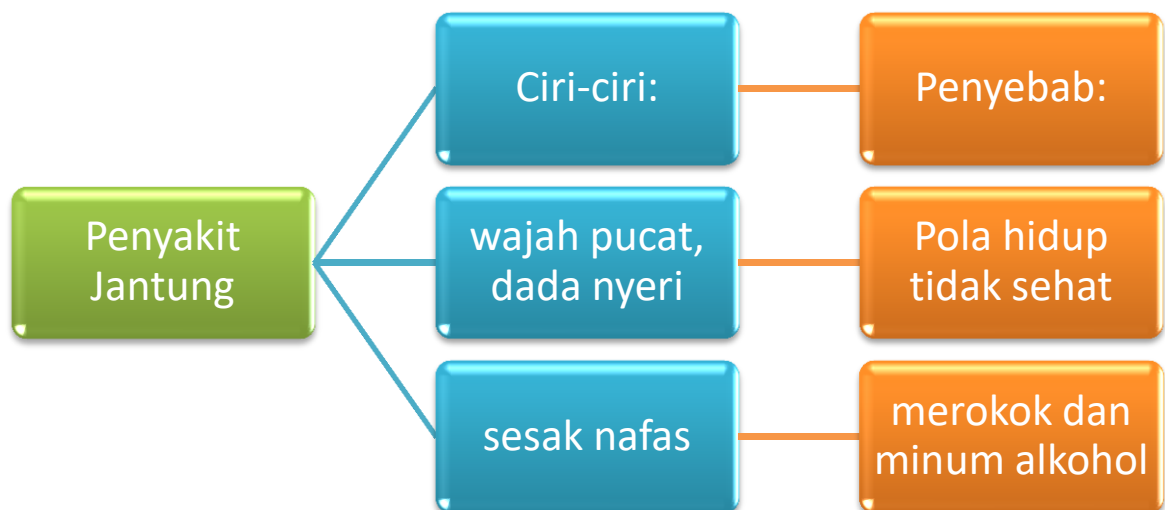 Penyakit
Jantung
Ciri-ciri:
Penyebab:
wajah pucat,
dada nyeri
Pola hidup
tidak sehat
sesak nafas
merokok dan
minum alkohol